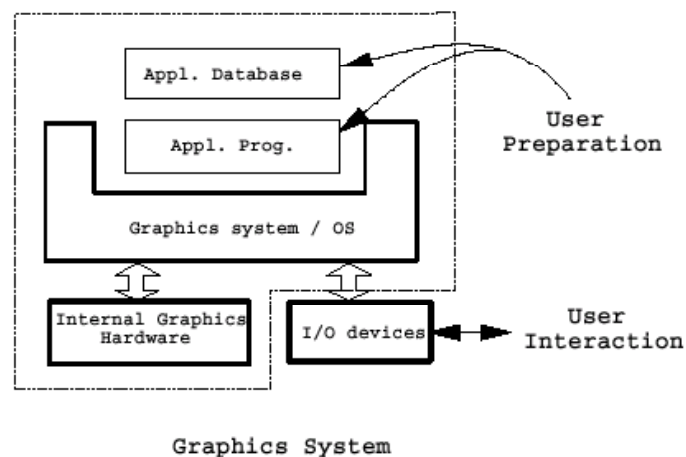 Appl. Database
Appl. Prog.
User
Preparation
Graphics system / OS
Internal Graphics
Hardware
I/O devices
User
Interaction
Graphics System